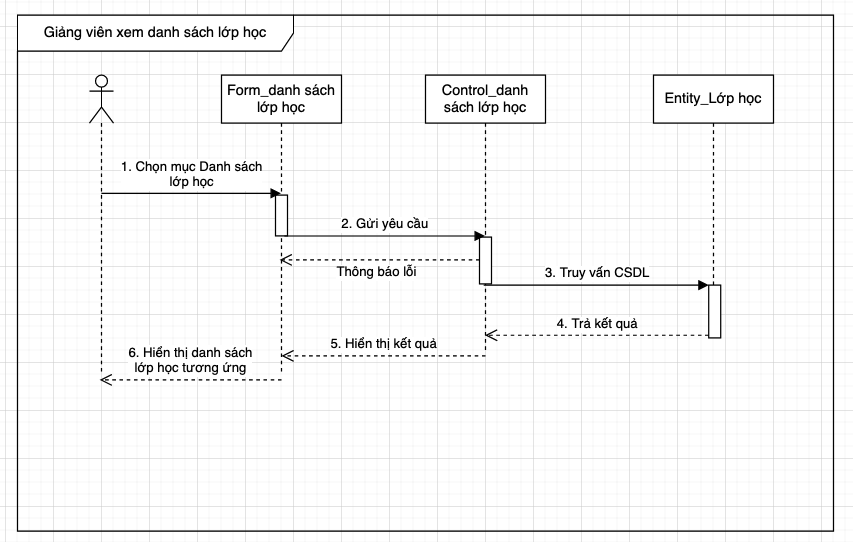 Giảng viên xem danh sách lớp học
Form_danh sách
lớp học
Control_danh
sách lớp học
Entity_Lớp học
1. Chọn mục Danh sách
lớp học
2. Gửi yêu cầu
Thông báo lỗi
3. Truy vấn CSDL
4. Trả kết quả
5. Hiển thị kết quả
6. Hiển thị danh sách
lớp học tương ứng